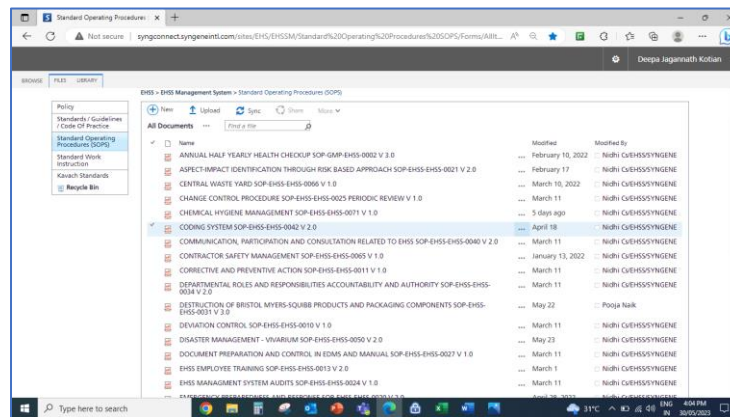 Standard Operating Procedures
Not secure | syngconnect.syngeneintl.com/sites/EHS/EHSSM/Standard%20Operating%20Procedures%20SOPS/Forms/AllIt...
Deepa Jagannath Kotian
BROWSE FILES LIBRARY
EHSS > EHSS Management System > Standard Operating Procedures (SOPS)
Policy
Standards / Guidelines
/ Code Of Practice
Standard Operating
Procedures (SOPS)
Standard Work
Instruction
Kavach Standards
Recycle Bin
New Upload Sync Share More
All Documents ... Find a file
Name Modified Modified By
ANNUAL HALF YEARLY HEALTH CHECKUP SOP-GMP-EHSS-0002 V 3.0 ... February 10, 2022 Nidhi Cs/EHSS/SYNGENE
ASPECT-IMPACT IDENTIFICATION THROUGH RISK BASED APPROACH SOP-EHSS-EHSS-0021 V 2.0 ... February 17 Nidhi Cs/EHSS/SYNGENE
CENTRAL WASTE YARD SOP-EHSS-EHSS-0066 V 1.0 ... March 10, 2022 Nidhi Cs/EHSS/SYNGENE
CHANGE CONTROL PROCEDURE SOP-EHSS-EHSS-0025 PERIODIC REVIEW V 1.0 ... March 11 Nidhi Cs/EHSS/SYNGENE
CHEMICAL HYGIENE MANAGEMENT SOP-EHSS-EHSS-0071 V 1.0 ... 5 days ago Nidhi Cs/EHSS/SYNGENE
CODING SYSTEM SOP-EHSS-EHSS-0042 V 2.0 ... April 18 Nidhi Cs/EHSS/SYNGENE
COMMUNICATION, PARTICIPATION AND CONSULTATION RELATED TO EHSS SOP-EHSS-EHSS-0040 V 2.0 ... March 11 Nidhi Cs/EHSS/SYNGENE
CONTRACTOR SAFETY MANAGEMENT SOP-EHSS-EHSS-0065 V 1.0 ... January 13, 2022 Nidhi Cs/EHSS/SYNGENE
CORRECTIVE AND PREVENTIVE ACTION SOP-EHSS-EHSS-0011 V 1.0 ... March 11 Nidhi Cs/EHSS/SYNGENE
DEPARTMENTAL ROLES AND RESPONSIBILITIES ACCOUNTABILITY AND AUTHORITY SOP-EHSS-EHSS- ... March 11 Nidhi Cs/EHSS/SYNGENE
0034 V 2.0
DESTRUCTION OF BRISTOL MYERS-SQUIBB PRODUCTS AND PACKAGING COMPONENTS SOP- ... May 22 Pooja Naik
EHSS-0031 V 3.0
DEVIATION CONTROL SOP-EHSS-EHSS-0010 V 1.0 ... March 11 Nidhi Cs/EHSS/SYNGENE
DISASTER MANAGEMENT - VIVARIUM SOP-EHSS-EHSS-0050 V 2.0 ... May 23 Nidhi Cs/EHSS/SYNGENE
DOCUMENT PREPARATION AND CONTROL IN EDMS AND MANUAL SOP-EHSS-EHSS-0027 V 1.0 ... March 11 Nidhi Cs/EHSS/SYNGENE
EHSS EMPLOYEE TRAINING SOP-EHSS-EHSS-0013 V 2.0 ... March 1 Nidhi Cs/EHSS/SYNGENE
EHSS MANAGMENT SYSTEM AUDITS SOP-EHSS-EHSS-0024 V 1.0 ... March 11 Nidhi Cs/EHSS/SYNGENE
Type here to search
31°C ENG 4:04 PM
IN 30/05/2023